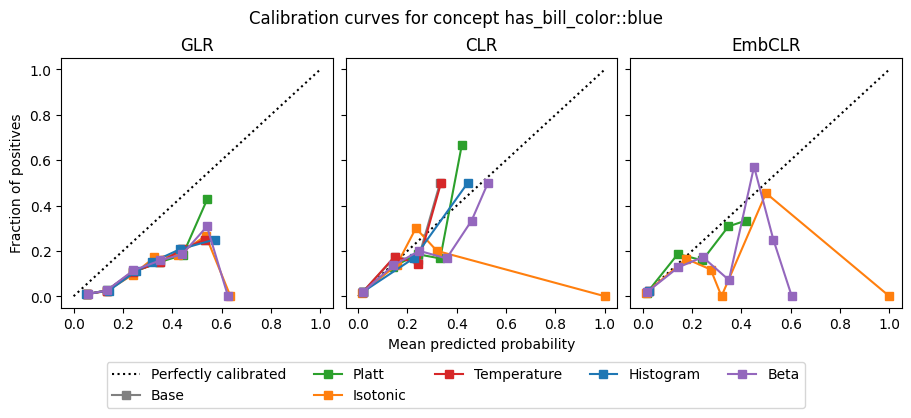 Calibration curves for concept has_bill_color::blue
GLR
CLR
EmbCLR
Fraction of positives
1.0
0.8
0.6
0.4
0.2
0.0
0.0 0.2 0.4 0.6 0.8 1.0
0.0 0.2 0.4 0.6 0.8 1.0
0.0 0.2 0.4 0.6 0.8 1.0
Mean predicted probability
Perfectly calibrated
Base
Platt
Isotonic
Temperature
Histogram
Beta